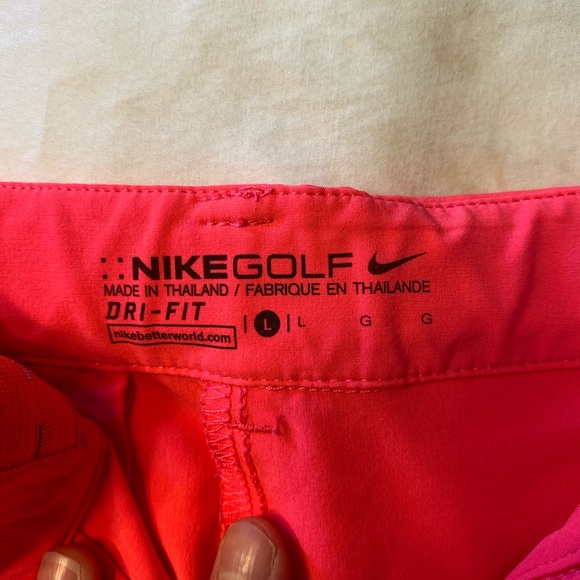 NIKEGOLF
MADE IN THAILAND / FABRIQUE EN THAILANDE
DRI-FIT
| L | L G G
nikebetterworld.com